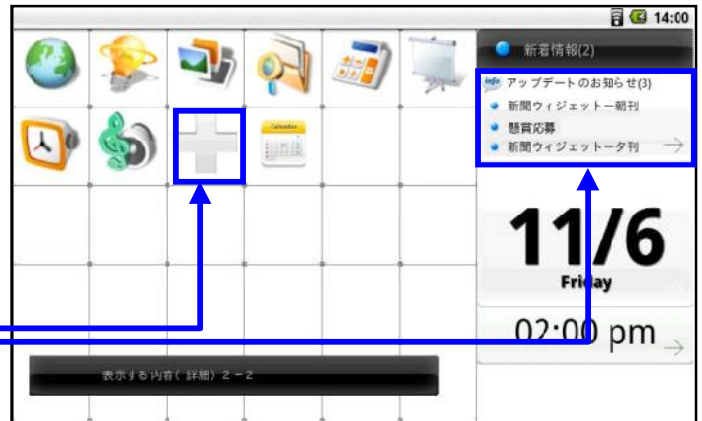 14:00
新着情報(2)
info アップデートのお知らせ(3)
新聞ウィジェットー朝刊
懸賞応募
新聞ウィジェットー夕刊
Calendar
11/6
Friday
02:00 pm
表示する内容(詳細)2-2